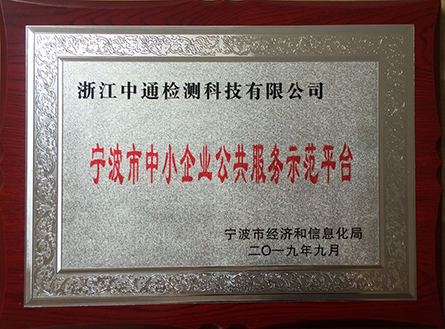 浙江中通检测科技有限公司
宁波市中小企业公共服务示范平台
宁波市经济和信息化局
二〇一九年九月